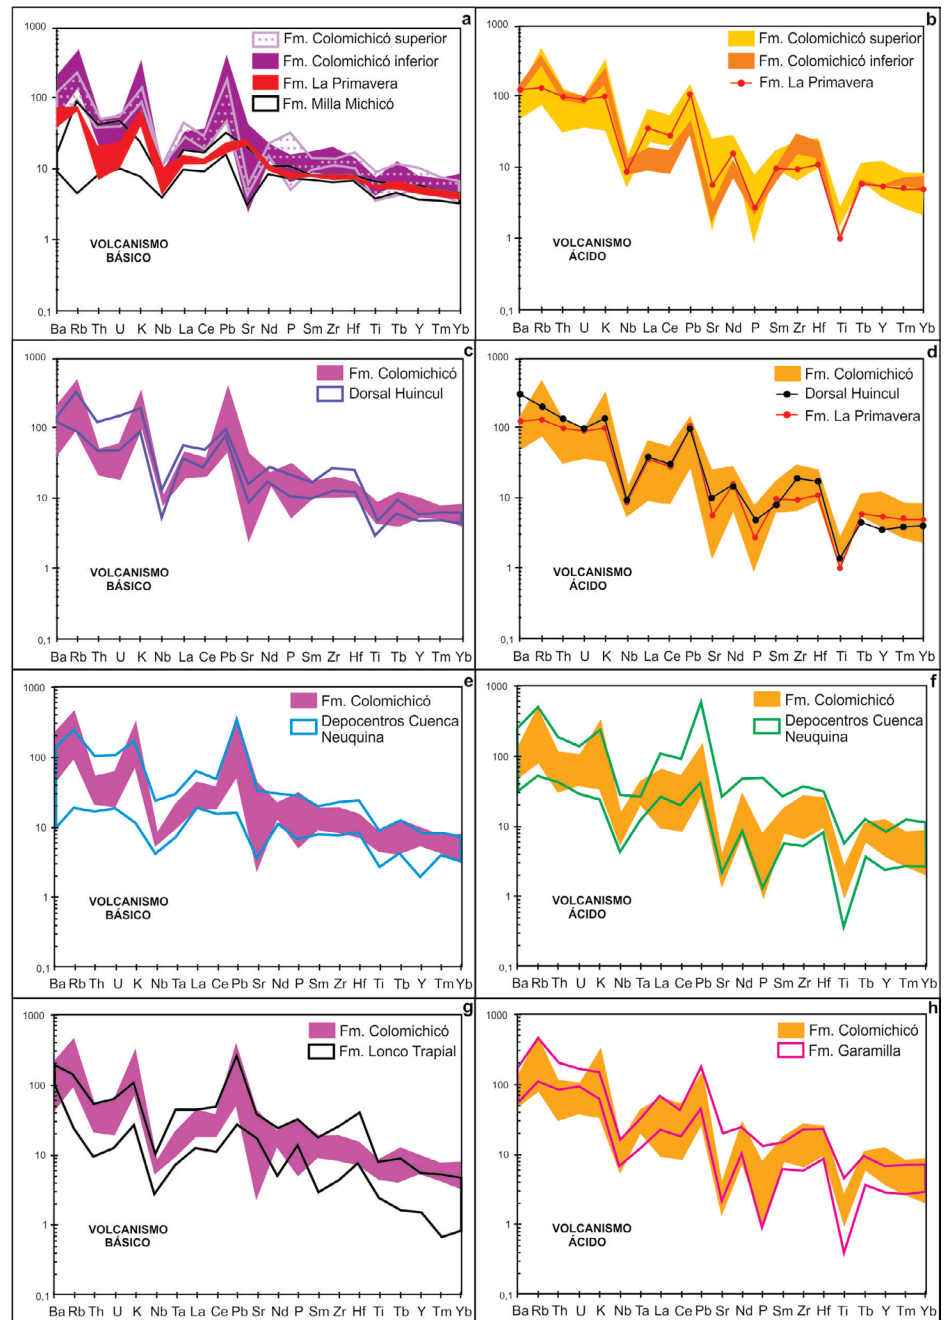 a
1000
100
10
1
0,1
Fm. Colomichicó superior
Fm. Colomichicó inferior
Fm. La Primavera
Fm. Milla Michicó
VOLCANISMO
BÁSICO
Ba Rb Th U K Nb La Ce Pb Sr Nd P Sm Zr Hf Ti Tb Y Tm Yb
b
1000
100
10
1
0,1
Fm. Colomichicó superior
Fm. Colomichicó inferior
Fm. La Primavera
VOLCANISMO
ÁCIDO
Ba Rb Th U K Nb La Ce Pb Sr Nd P Sm Zr Hf Ti Tb Y Tm Yb
c
1000
100
10
1
0,1
Fm. Colomichicó
Dorsal Huincul
VOLCANISMO
BÁSICO
Ba Rb Th U K Nb La Ce Pb Sr Nd P Sm Zr Hf Ti Tb Y Tm Yb
d
1000
100
10
1
0,1
Fm. Colomichicó
Dorsal Huincul
Fm. La Primavera
VOLCANISMO
ÁCIDO
Ba Rb Th U K Nb La Ce Pb Sr Nd P Sm Zr Hf Ti Tb Y Tm Yb
e
1000
100
10
1
0,1
Fm. Colomichicó
Depocentros Cuenca
Neuquina
VOLCANISMO
BÁSICO
Ba Rb Th U K Nb Ta La Ce Pb Sr Nd P Sm Zr Hf Ti Tb Y Tm Yb
f
1000
100
10
1
0,1
Fm. Colomichicó
Depocentros Cuenca
Neuquina
VOLCANISMO
ÁCIDO
Ba Rb Th U K Nb Ta La Ce Pb Sr Nd P Sm Zr Hf Ti Tb Y Tm Yb
g
1000
100
10
1
0,1
Fm. Colomichicó
Fm. Lonco Trapial
VOLCANISMO
BÁSICO
Ba Rb Th U K Nb Ta La Ce Pb Sr Nd P Sm Zr Hf Ti Tb Y Tm Yb
h
1000
100
10
1
0,1
Fm. Colomichicó
Fm. Garamilla
VOLCANISMO
ÁCIDO
Ba Rb Th U K Nb Ta La Ce Pb Sr Nd P Sm Zr Hf Ti Tb Y Tm Yb